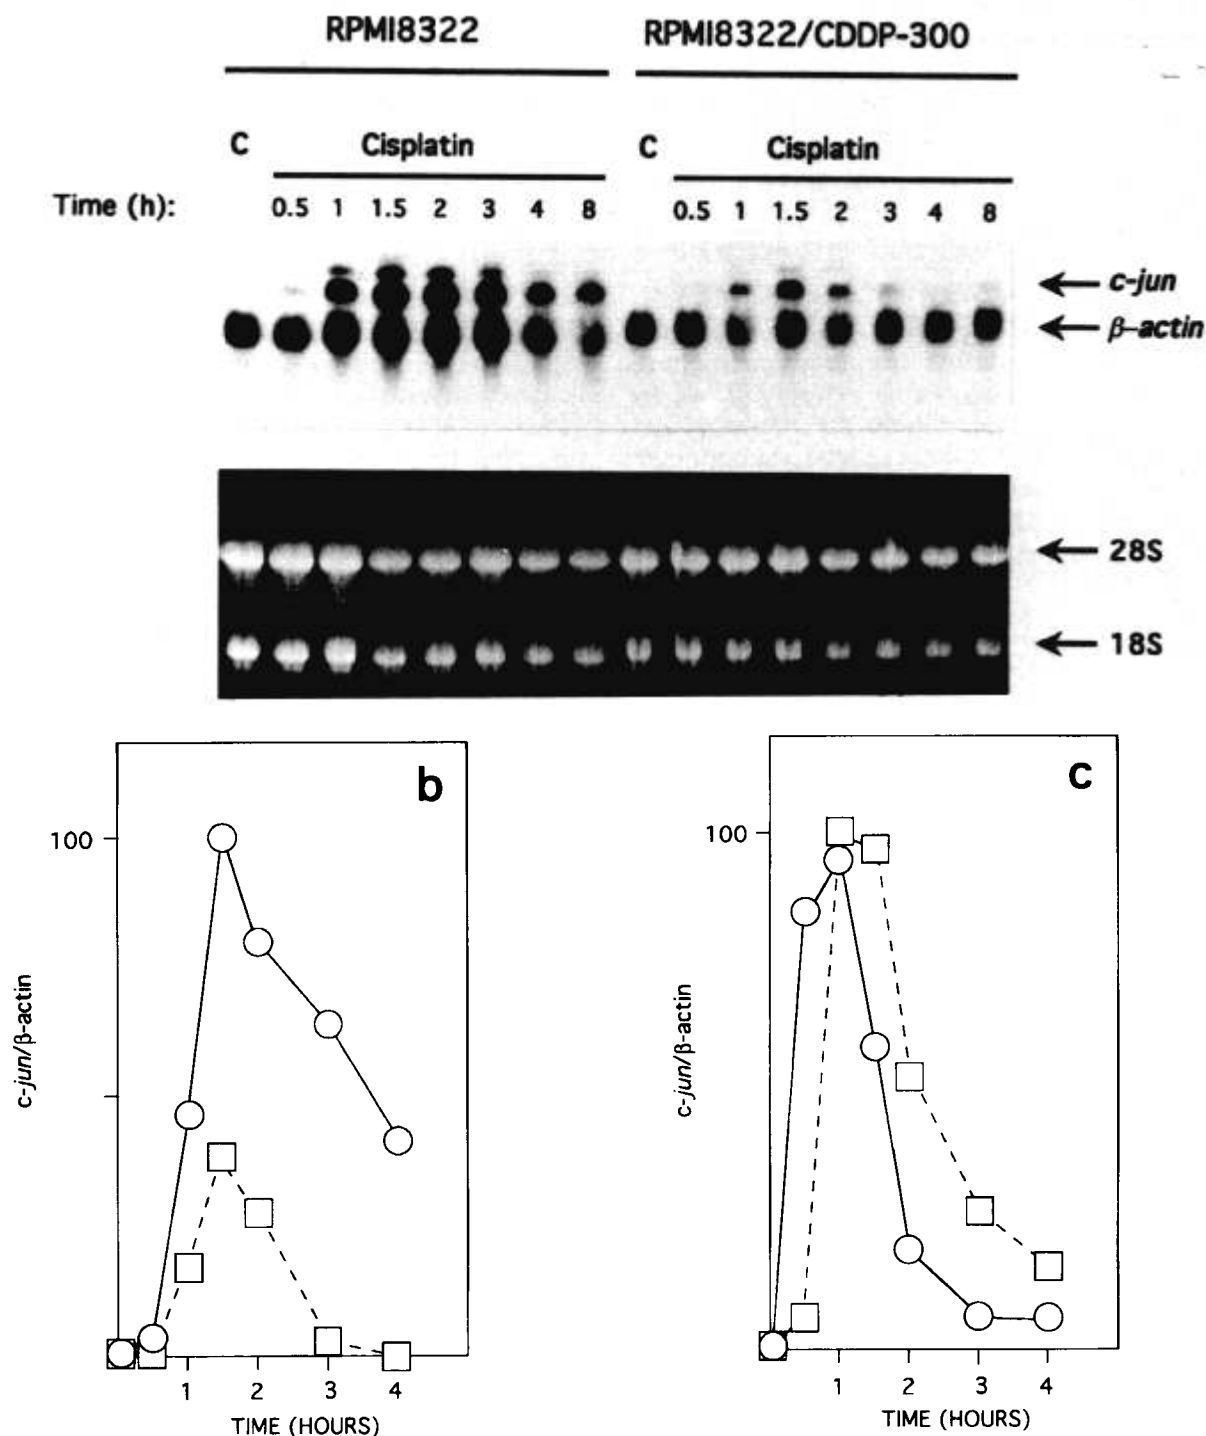 RPMI8322 RPMI8322/CDDP-300
C Cisplatin C Cisplatin
Time (h): 0.5 1 1.5 2 3 4 8 0.5 1 1.5 2 3 4 8
c-jun
β-actin
28S
18S
b
100
c-jun/β-actin
1 2 3 4
TIME (HOURS)
c
100
c-jun/β-actin
1 2 3 4
TIME (HOURS)